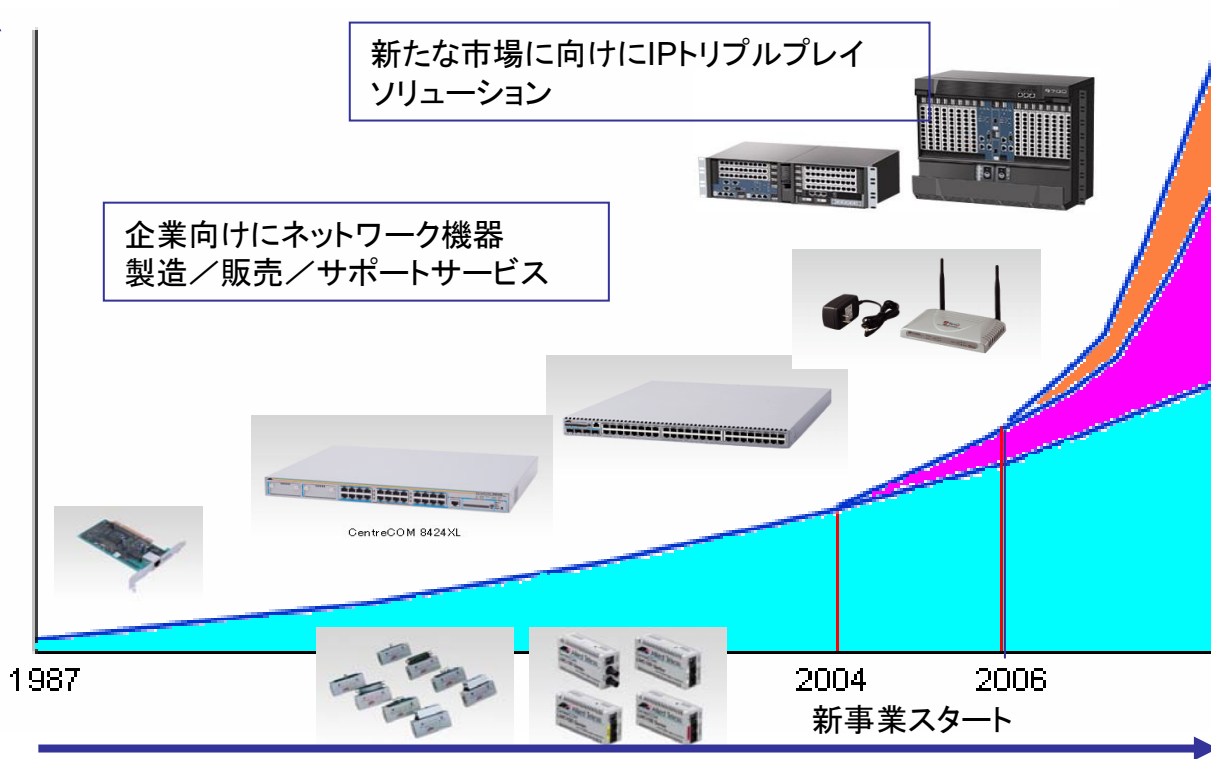 新たな市場に向けにIPトリプルプレイ
ソリューション
企業向けにネットワーク機器
製造／販売／サポートサービス
CentreCOM 8424XL
1987
2004
2006
新事業スタート